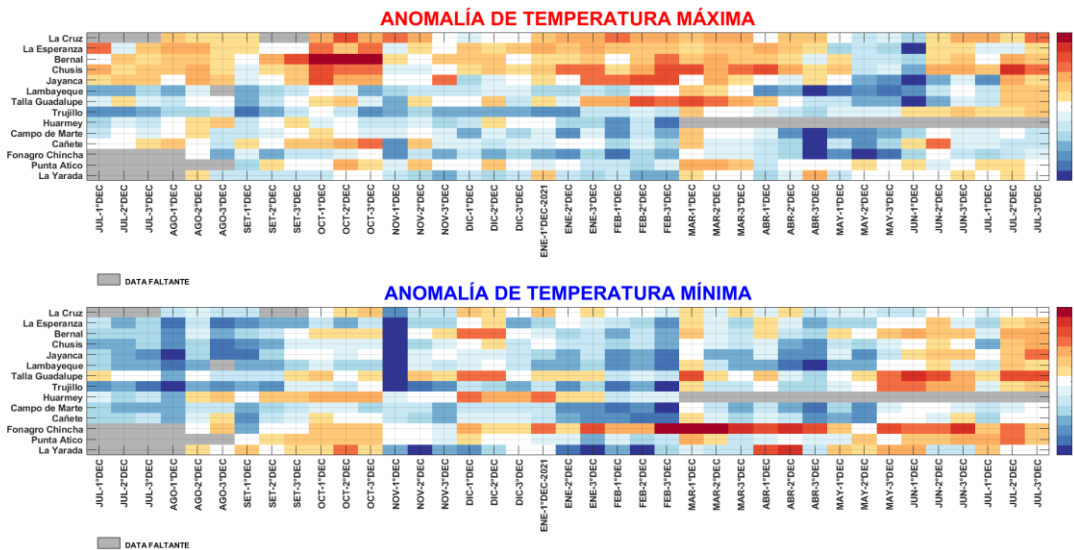 ANOMALÍA DE TEMPERATURA MÁXIMA
La Cruz
La Esperanza
Bernal
Chusis
Jayanca
Lambayeque
Talla Guadalupe
Trujillo
Huarmey
Campo de Marte
Cañete
Fonagro Chincha
Punta Atico
La Yarada
JUL-1°DEC
JUL-2°DEC
JUL-3°DEC
AGO-1°DEC
AGO-2°DEC
AGO-3°DEC
SET-1°DEC
SET-2°DEC
SET-3°DEC
OCT-1°DEC
OCT-2°DEC
OCT-3°DEC
NOV-1°DEC
NOV-2°DEC
NOV-3°DEC
DIC-1°DEC
DIC-2°DEC
DIC-3°DEC
ENE-1°DEC-2021
ENE-2°DEC
ENE-3°DEC
FEB-1°DEC
FEB-2°DEC
FEB-3°DEC
MAR-1°DEC
MAR-2°DEC
MAR-3°DEC
ABR-1°DEC
ABR-2°DEC
ABR-3°DEC
MAY-1°DEC
MAY-2°DEC
MAY-3°DEC
JUN-1°DEC
JUN-2°DEC
JUN-3°DEC
JUL-1°DEC
JUL-2°DEC
JUL-3°DEC
DATA FALTANTE
ANOMALÍA DE TEMPERATURA MÍNIMA
La Cruz
La Esperanza
Bernal
Chusis
Jayanca
Lambayeque
Talla Guadalupe
Trujillo
Huarmey
Campo de Marte
Cañete
Fonagro Chincha
Punta Atico
La Yarada
JUL-1°DEC
JUL-2°DEC
JUL-3°DEC
AGO-1°DEC
AGO-2°DEC
AGO-3°DEC
SET-1°DEC
SET-2°DEC
SET-3°DEC
OCT-1°DEC
OCT-2°DEC
OCT-3°DEC
NOV-1°DEC
NOV-2°DEC
NOV-3°DEC
DIC-1°DEC
DIC-2°DEC
DIC-3°DEC
ENE-1°DEC-2021
ENE-2°DEC
ENE-3°DEC
FEB-1°DEC
FEB-2°DEC
FEB-3°DEC
MAR-1°DEC
MAR-2°DEC
MAR-3°DEC
ABR-1°DEC
ABR-2°DEC
ABR-3°DEC
MAY-1°DEC
MAY-2°DEC
MAY-3°DEC
JUN-1°DEC
JUN-2°DEC
JUN-3°DEC
JUL-1°DEC
JUL-2°DEC
JUL-3°DEC
DATA FALTANTE